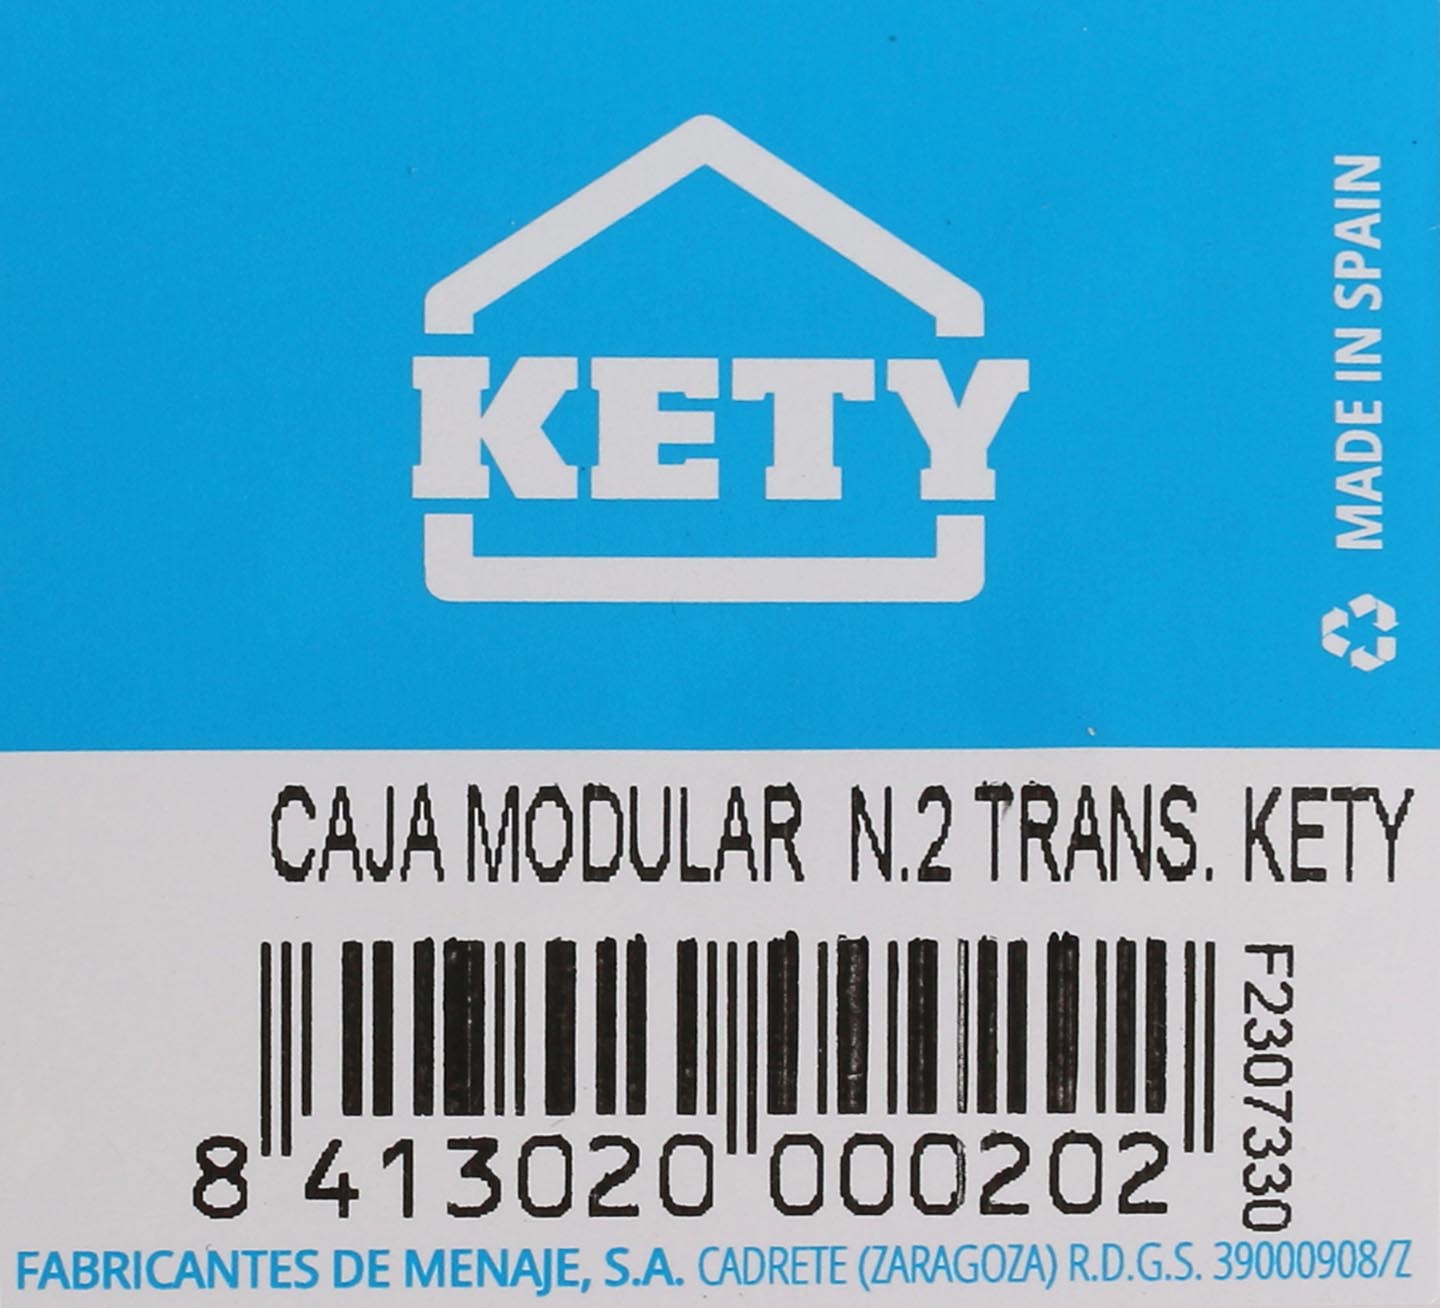 KETY
MADE IN SPAIN
CAJA MODULAR N.2 TRANS. KETY
F2307330
8 413020 000202
FABRICANTES DE MENAJE, S.A. CADRETE (ZARAGOZA) R.D.G.S. 39000908/Z